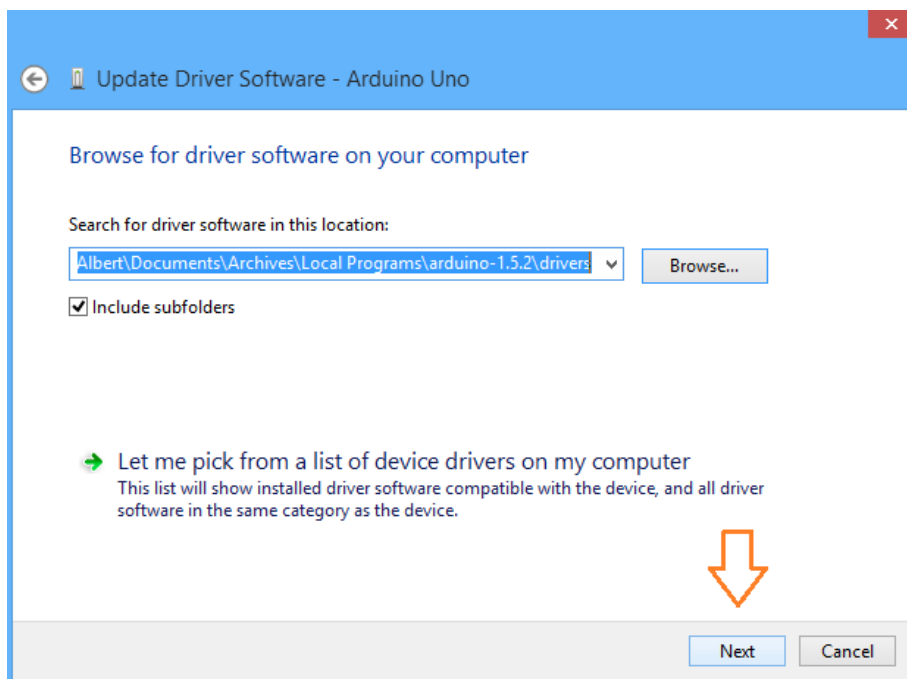 Update Driver Software - Arduino Uno
Browse for driver software on your computer
Search for driver software in this location:
Albert\Documents\Archives\Local Programs\arduino-1.5.2\drivers
Browse...
Include subfolders
Let me pick from a list of device drivers on my computer
This list will show installed driver software compatible with the device, and all driver
software in the same category as the device.
Next
Cancel